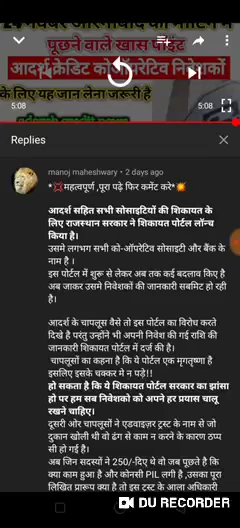 पूछने वाले खास पॉइंट
आदर्श क्रेडिट कोऑपरेटिव निवेशकों
के लिए यह जान लेना जरूरी है
5:08
5:08
Replies
manoj maheshwary • 2 days ago
*💢महत्वपूर्ण ,पूरा पढ़े फिर कमेंट करे*💥
आदर्श सहित सभी सोसाइटियों की शिकायत के
लिए राजस्थान सरकार ने शिकायत पोर्टल लॉन्च
किया है।
उसमे लगभग सभी को-ऑपरेटिव सोसाइटी और बैंक के
नाम है ।
इस पोर्टल में शुरू से लेकर अब तक कई बदलाव किए है
अब जाकर उसमे निवेशकों की जानकारी सबमिट हो रही
है।
आदर्श के चापलूस वैसे तो इस पोर्टल का विरोध करते
दिखे है परंतु उन्होंने भी अपनी निवेश की गई राशि की
जानकारी शिकायत पोर्टल में दर्ज की है।
चापलूसों का कहना है कि ये पोर्टल एक मृगतृष्णा है
इसलिए इसके चक्कर मे न पड़े!!
हो सकता है कि ये शिकायत पोर्टल सरकार का झांसा
हो पर हम सब निवेशको को अपने हर प्रयास चालू
रखने चाहिए।
दूसरी ओर चापलूसों ने एडवाइज़र ट्रस्ट के नाम से जो
दुकान खोली थी वो ढंग से काम न करने के कारण ठप्प
सी हो गई है।
अब जिन सदस्यों ने 250/-दिए थे वो जब पूछते है कि
क्या काम हुआ है और कोनसी PIL लगी है ,उसका पूरा
लिखित प्रारूप क्या है तो इस ट्रस्ट के आला अधिकारी
DU RECORDER